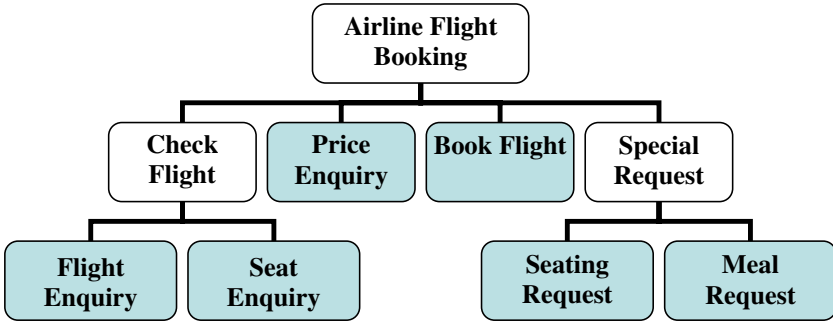 Airline Flight
Booking
Check
Flight
Price
Enquiry
Book Flight
Special
Request
Flight
Enquiry
Seat
Enquiry
Seating
Request
Meal
Request